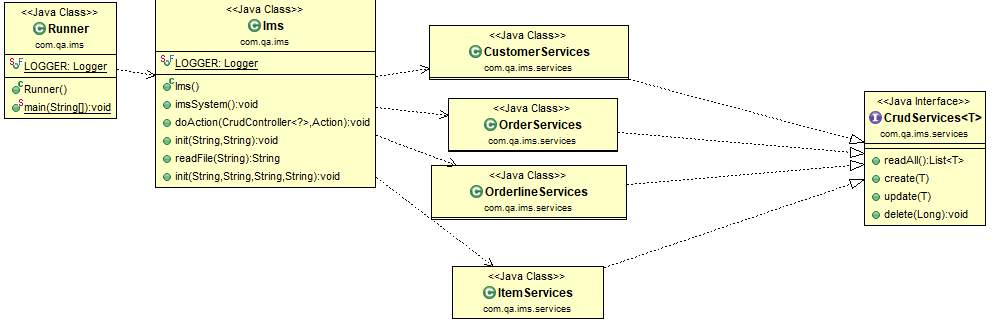 <<Java Class>>
Runner
com.qa.ims
LOGGER: Logger
Runner()
main(String[]):void
<<Java Class>>
Ims
com.qa.ims
LOGGER: Logger
Ims()
imsSystem():void
doAction(CrudController<?>,Action):void
init(String,String):void
readFile(String):String
init(String,String,String,String):void
<<Java Class>>
CustomerServices
com.qa.ims.services
<<Java Class>>
OrderServices
com.qa.ims.services
<<Java Class>>
OrderlineServices
com.qa.ims.services
<<Java Class>>
ItemServices
com.qa.ims.services
<<Java Interface>>
CrudServices<T>
com.qa.ims.services
readAll():List<T>
create(T)
update(T)
delete(Long):void